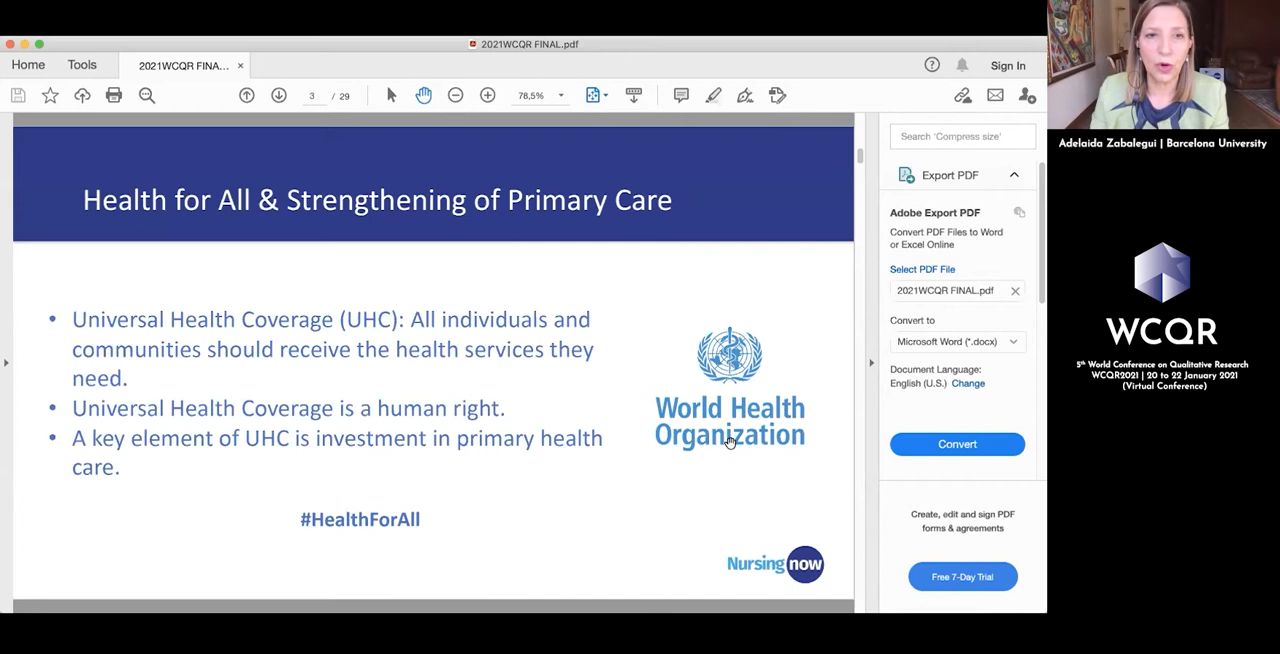 2021WCQR FINAL.pdf
Home Tools 2021WCQR FINA... × Sign In
3 / 29 78,5%
Search 'Compress size'
Export PDF
Adobe Export PDF
Convert PDF Files to Word
or Excel Online
Select PDF File
2021WCQR FINAL.pdf
Convert to
Microsoft Word (*.docx)
Document Language:
English (U.S.) Change
Convert
Create, edit and sign PDF
forms & agreements
Free 7-Day Trial
Health for All & Strengthening of Primary Care
• Universal Health Coverage (UHC): All individuals and
communities should receive the health services they
need.
• Universal Health Coverage is a human right.
• A key element of UHC is investment in primary health
care.
#HealthForAll
World Health
Organization
Nursing now
Adelaida Zabalegui | Barcelona University
WCQR
5th World Conference on Qualitative Research
WCQR2021 | 20 to 22 January 2021
(Virtual Conference)